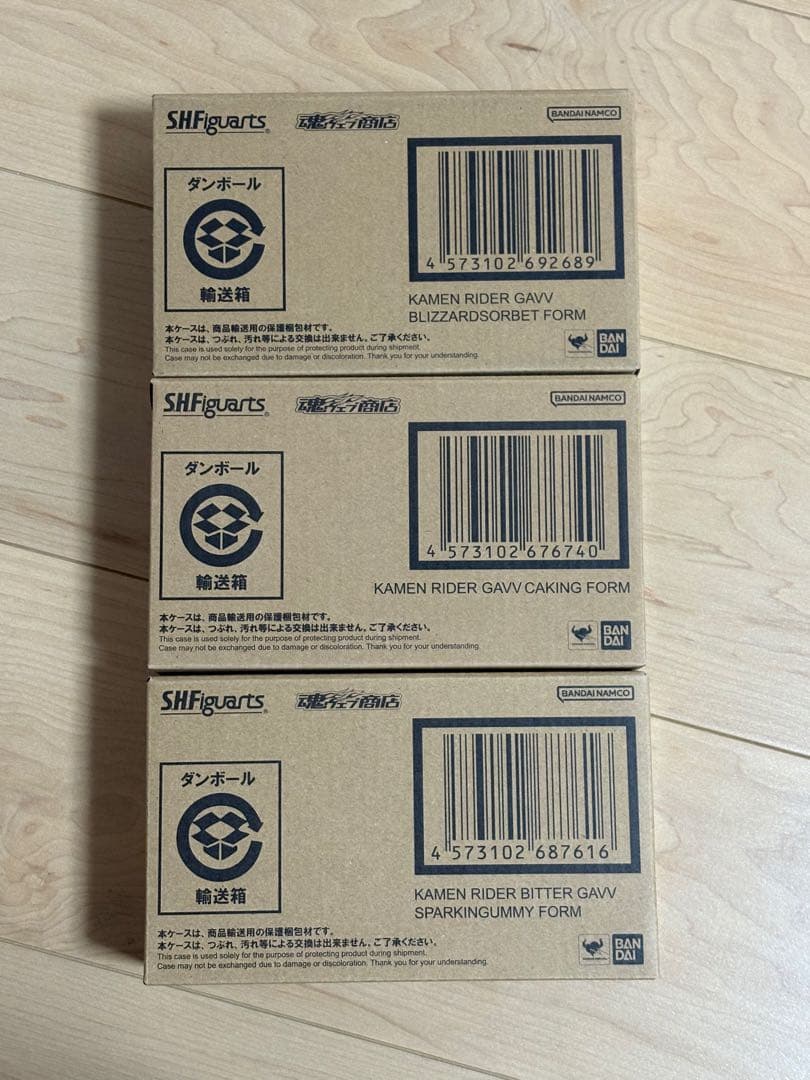 S.H.Figuarts 魂ウェブ商店 BANDAI NAMCO
ダンボール
輸送箱
4 573102 692689
KAMEN RIDER GAVV
BLIZZARDSORBET FORM
本ケースは、商品輸送用の保護梱包材です。
本ケースは、つぶれ、汚れ等による交換は出来ません。ご了承ください。
This case is used solely for the purpose of protecting product during shipment.
Case may not be exchanged due to damage or discoloration. Thank you for your understanding.
BAN
DAI
S.H.Figuarts 魂ウェブ商店 BANDAI NAMCO
ダンボール
輸送箱
4 573102 676740
KAMEN RIDER GAVV CAKING FORM
本ケースは、商品輸送用の保護梱包材です。
本ケースは、つぶれ、汚れ等による交換は出来ません。ご了承ください。
This case is used solely for the purpose of protecting product during shipment.
Case may not be exchanged due to damage or discoloration. Thank you for your understanding.
BAN
DAI
S.H.Figuarts 魂ウェブ商店 BANDAI NAMCO
ダンボール
輸送箱
4 573102 687616
KAMEN RIDER BITTER GAVV
SPARKINGUMMY FORM
本ケースは、商品輸送用の保護梱包材です。
本ケースは、つぶれ、汚れ等による交換は出来ません。ご了承ください。
This case is used solely for the purpose of protecting product during shipment.
Case may not be exchanged due to damage or discoloration. Thank you for your understanding.
BAN
DAI